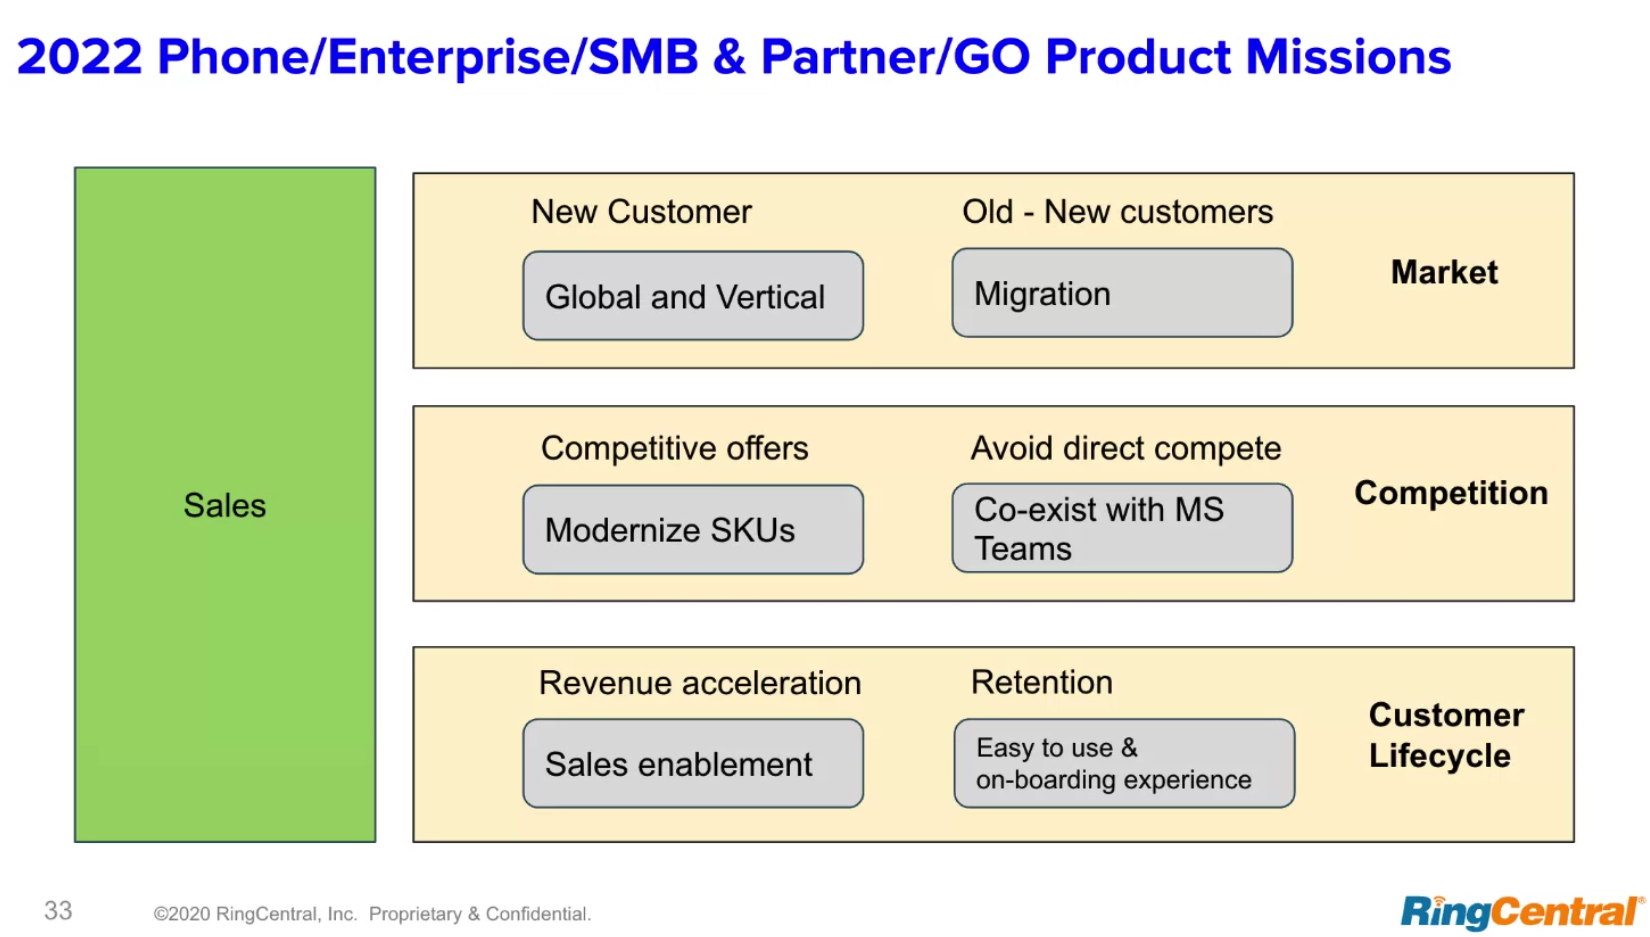 2022 Phone/Enterprise/SMB & Partner/GO Product Missions
Sales
New Customer
Global and Vertical
Old - New customers
Migration
Market
Competitive offers
Modernize SKUs
Avoid direct compete
Co-exist with MS
Teams
Competition
Revenue acceleration
Sales enablement
Retention
Easy to use &
on-boarding experience
Customer
Lifecycle
33
©2020 RingCentral, Inc. Proprietary & Confidential.
RingCentral®